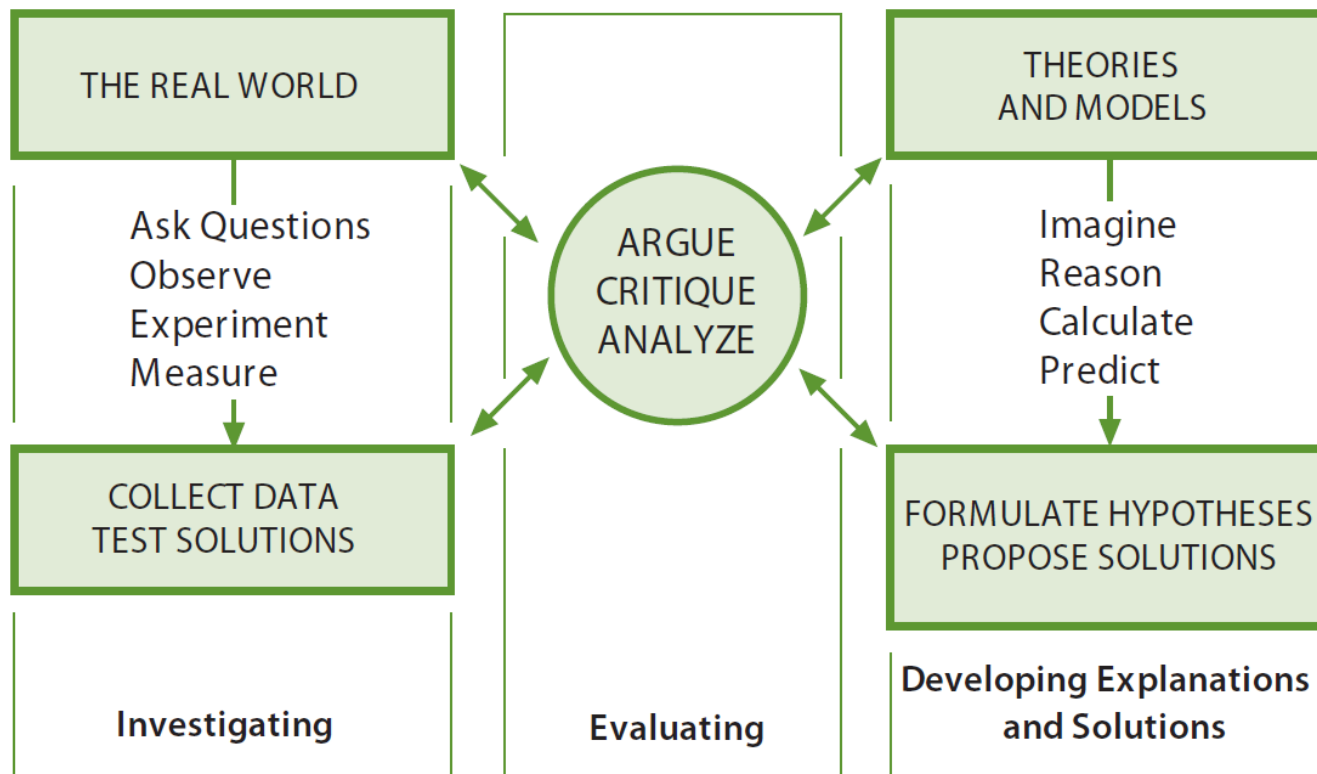 THE REAL WORLD
Ask Questions
Observe
Experiment
Measure
COLLECT DATA
TEST SOLUTIONS
Investigating
ARGUE
CRITIQUE
ANALYZE
Evaluating
THEORIES
AND MODELS
Imagine
Reason
Calculate
Predict
FORMULATE HYPOTHESES
PROPOSE SOLUTIONS
Developing Explanations
and Solutions